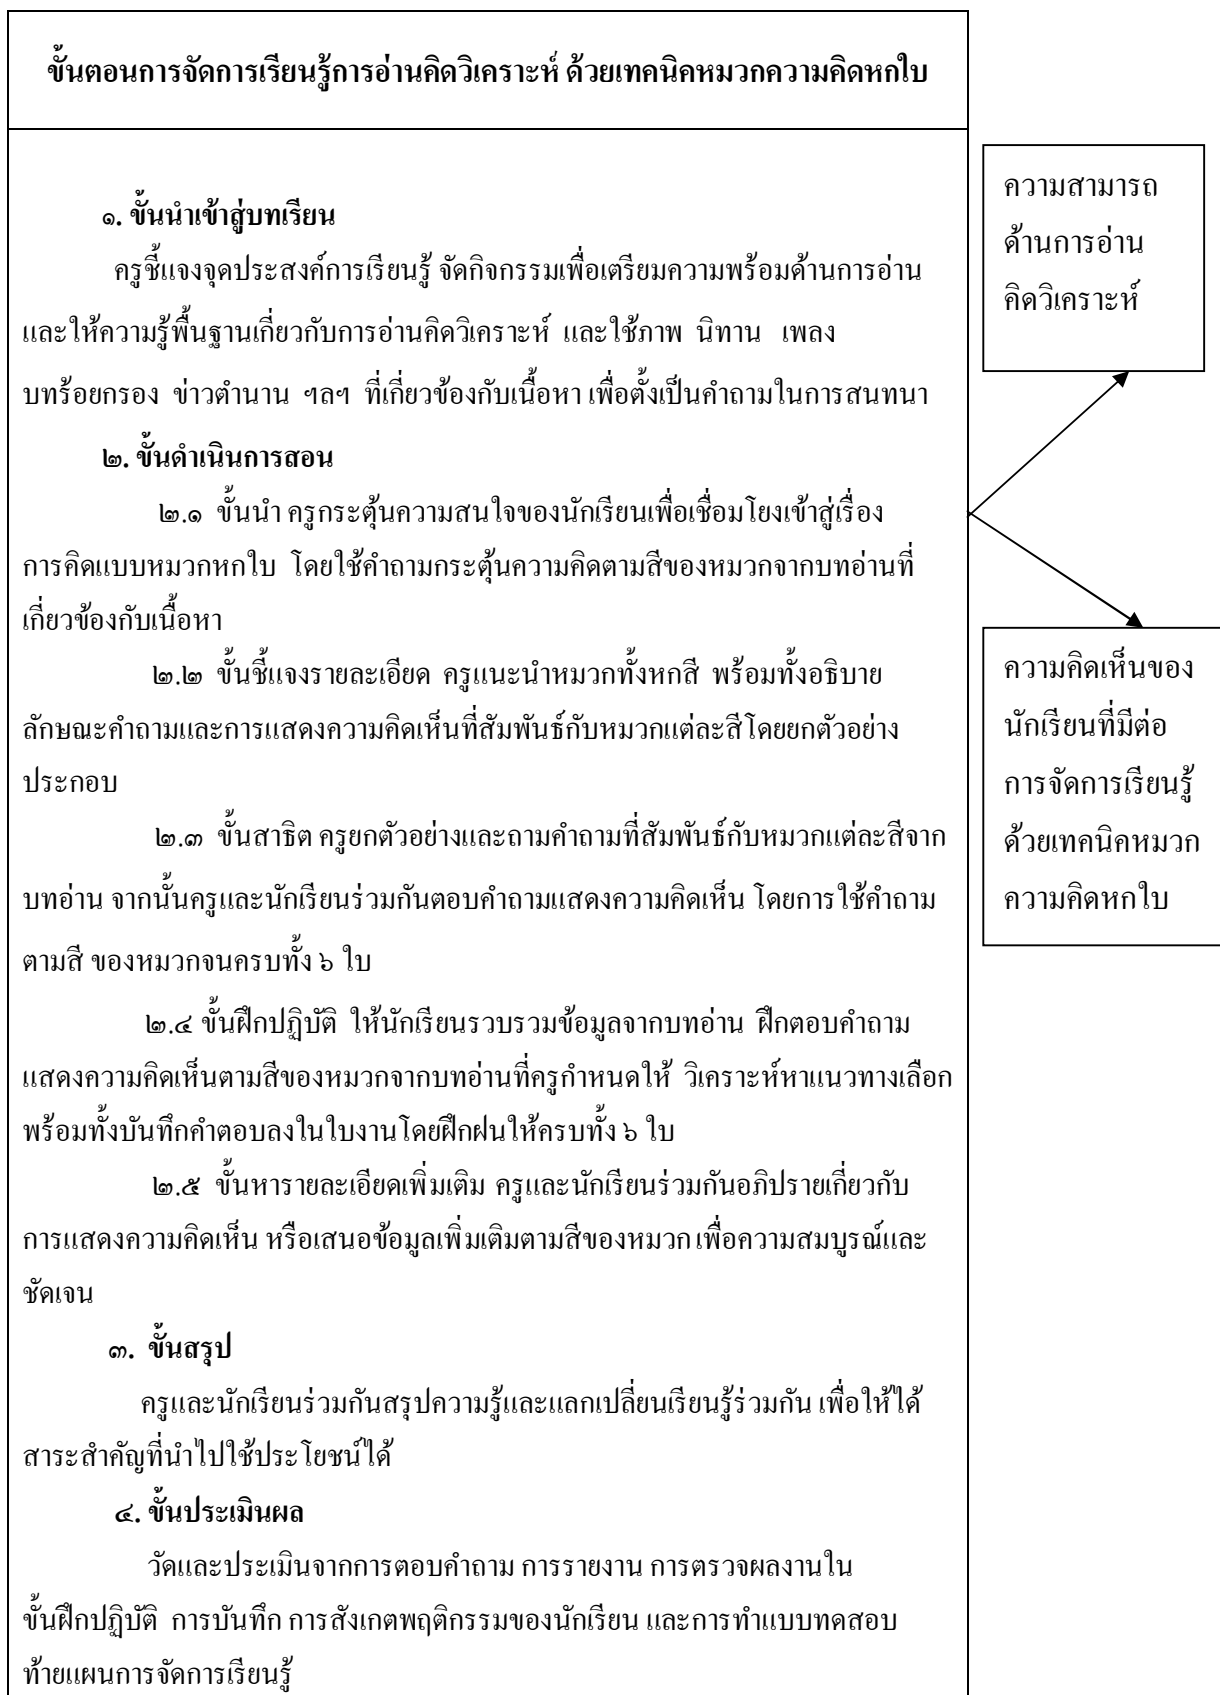 ขั้นตอนการจัดการเรียนรู้การอ่านคิดวิเคราะห์ ด้วยเทคนิคหมวกความคิดหกใบ
๑. ขั้นนำเข้าสู่บทเรียน
ครูชี้แจงจุดประสงค์การเรียนรู้ จัดกิจกรรมเพื่อเตรียมความพร้อมด้านการอ่าน
และให้ความรู้พื้นฐานเกี่ยวกับการอ่านคิดวิเคราะห์ และใช้ภาพ นิทาน เพลง
บทร้อยกรอง ข่าวตำนาน ฯลฯ ที่เกี่ยวข้องกับเนื้อหา เพื่อตั้งเป็นคำถามในการสนทนา
๒. ขั้นดำเนินการสอน
๒.๑ ขั้นนำ ครูกระตุ้นความสนใจของนักเรียนเพื่อเชื่อมโยงเข้าสู่เรื่อง
การคิดแบบหมวกหกใบ โดยใช้คำถามกระตุ้นความคิดตามสีของหมวกจากบทอ่านที่
เกี่ยวข้องกับเนื้อหา
๒.๒ ขั้นชี้แจงรายละเอียด ครูแนะนำหมวกทั้งหกสี พร้อมทั้งอธิบาย
ลักษณะคำถามและการแสดงความคิดเห็นที่สัมพันธ์กับหมวกแต่ละสีโดยยกตัวอย่าง
ประกอบ
๒.๓ ขั้นสาธิต ครูยกตัวอย่างและถามคำถามที่สัมพันธ์กับหมวกแต่ละสีจาก
บทอ่าน จากนั้นครูและนักเรียนร่วมกันตอบคำถามแสดงความคิดเห็น โดยการใช้คำถาม
ตามสี ของหมวกจนครบทั้ง ๖ ใบ
๒.๔ ขั้นฝึกปฏิบัติ ให้นักเรียนรวบรวมข้อมูลจากบทอ่าน ฝึกตอบคำถาม
แสดงความคิดเห็นตามสีของหมวกจากบทอ่านที่ครูกำหนดให้ วิเคราะห์หาแนวทางเลือก
พร้อมทั้งบันทึกคำตอบลงในใบงานโดยฝึกฝนให้ครบทั้ง ๖ ใบ
๒.๕ ขั้นหารายละเอียดเพิ่มเติม ครูและนักเรียนร่วมกันอภิปรายเกี่ยวกับ
การแสดงความคิดเห็น หรือเสนอข้อมูลเพิ่มเติมตามสีของหมวก เพื่อความสมบูรณ์และ
ชัดเจน
๓. ขั้นสรุป
ครูและนักเรียนร่วมกันสรุปความรู้และแลกเปลี่ยนเรียนรู้ร่วมกัน เพื่อให้ได้
สาระสำคัญที่นำไปใช้ประโยชน์ได้
๔. ขั้นประเมินผล
วัดและประเมินจากการตอบคำถาม การรายงาน การตรวจผลงานใน
ขั้นฝึกปฏิบัติ การบันทึก การสังเกตพฤติกรรมของนักเรียน และการทำแบบทดสอบ
ท้ายแผนการจัดการเรียนรู้
ความสามารถ
ด้านการอ่าน
คิดวิเคราะห์
ความคิดเห็นของ
นักเรียนที่มีต่อ
การจัดการเรียนรู้
ด้วยเทคนิคหมวก
ความคิดหกใบ